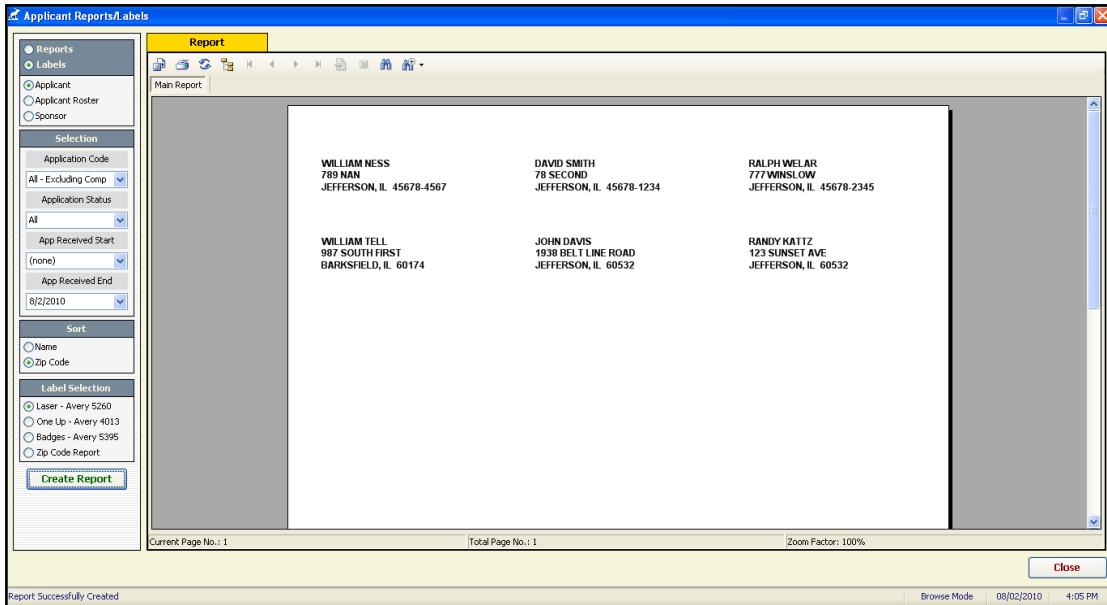 Applicant Reports/Labels
Reports
Labels
Applicant
Applicant Roster
Sponsor
Selection
Application Code
All - Excluding Comp
Application Status
All
App Received Start
(none)
App Received End
8/2/2010
Sort
Name
Zip Code
Label Selection
Laser - Avery 5260
One Up - Avery 4013
Badges - Avery 5395
Zip Code Report
Create Report
Report
Main Report
WILLIAM NESS
789 NAN
JEFFERSON, IL 45678-4567
DAVID SMITH
78 SECOND
JEFFERSON, IL 45678-1234
RALPH WELAR
777 WINSLOW
JEFFERSON, IL 45678-2345
WILLIAM TELL
987 SOUTH FIRST
BARKSFIELD, IL 60174
JOHN DAVIS
1938 BELT LINE ROAD
JEFFERSON, IL 60532
RANDY KATTZ
123 SUNSET AVE
JEFFERSON, IL 60532
Current Page No.: 1
Total Page No.: 1
Zoom Factor: 100%
Close
Report Successfully Created
Browse Mode
08/02/2010
4:05 PM